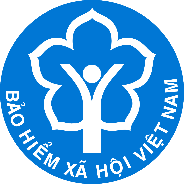 BẢO HIỂM XÃ HỘI VIỆT NAM